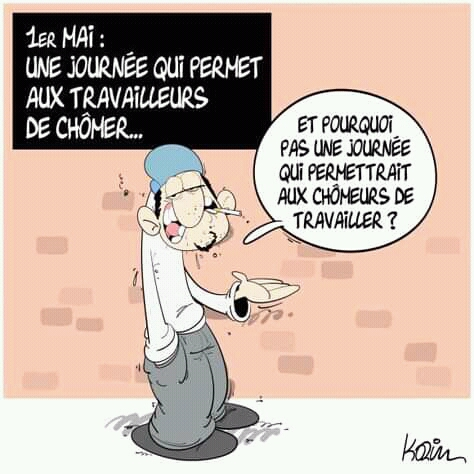 1ER MAI :
UNE JOURNÉE QUI PERMET
AUX TRAVAILLEURS
DE CHÔMER...
ET POURQUOI
PAS UNE JOURNÉE
QUI PERMETTRAIT
AUX CHÔMEURS DE
TRAVAILLER ?